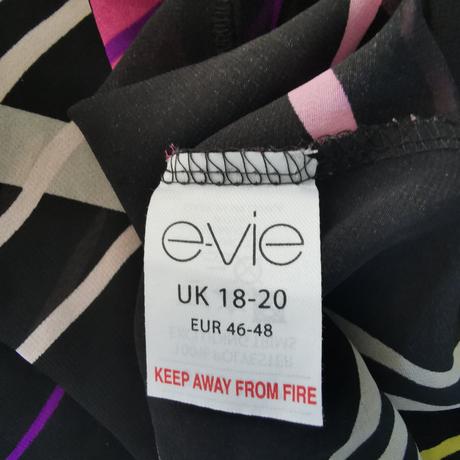 e-vie
UK 18-20
EUR 46-48
KEEP AWAY FROM FIRE